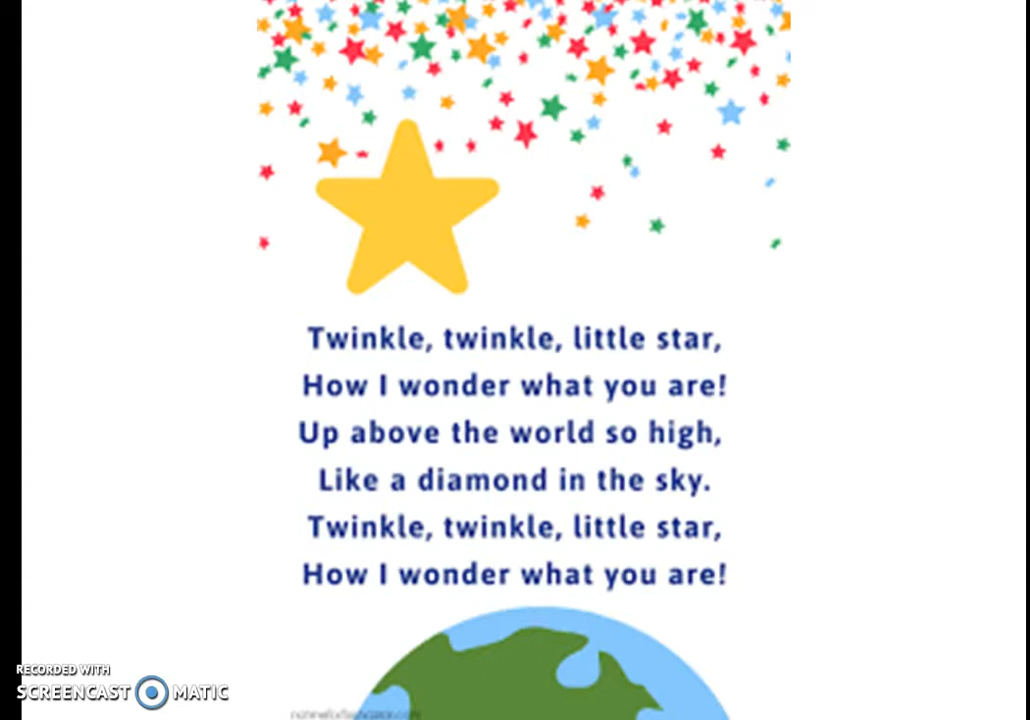 Twinkle, twinkle, little star,
How I wonder what you are!
Up above the world so high,
Like a diamond in the sky.
Twinkle, twinkle, little star,
How I wonder what you are!
RECORDED WITH
SCREENCAST MATIC